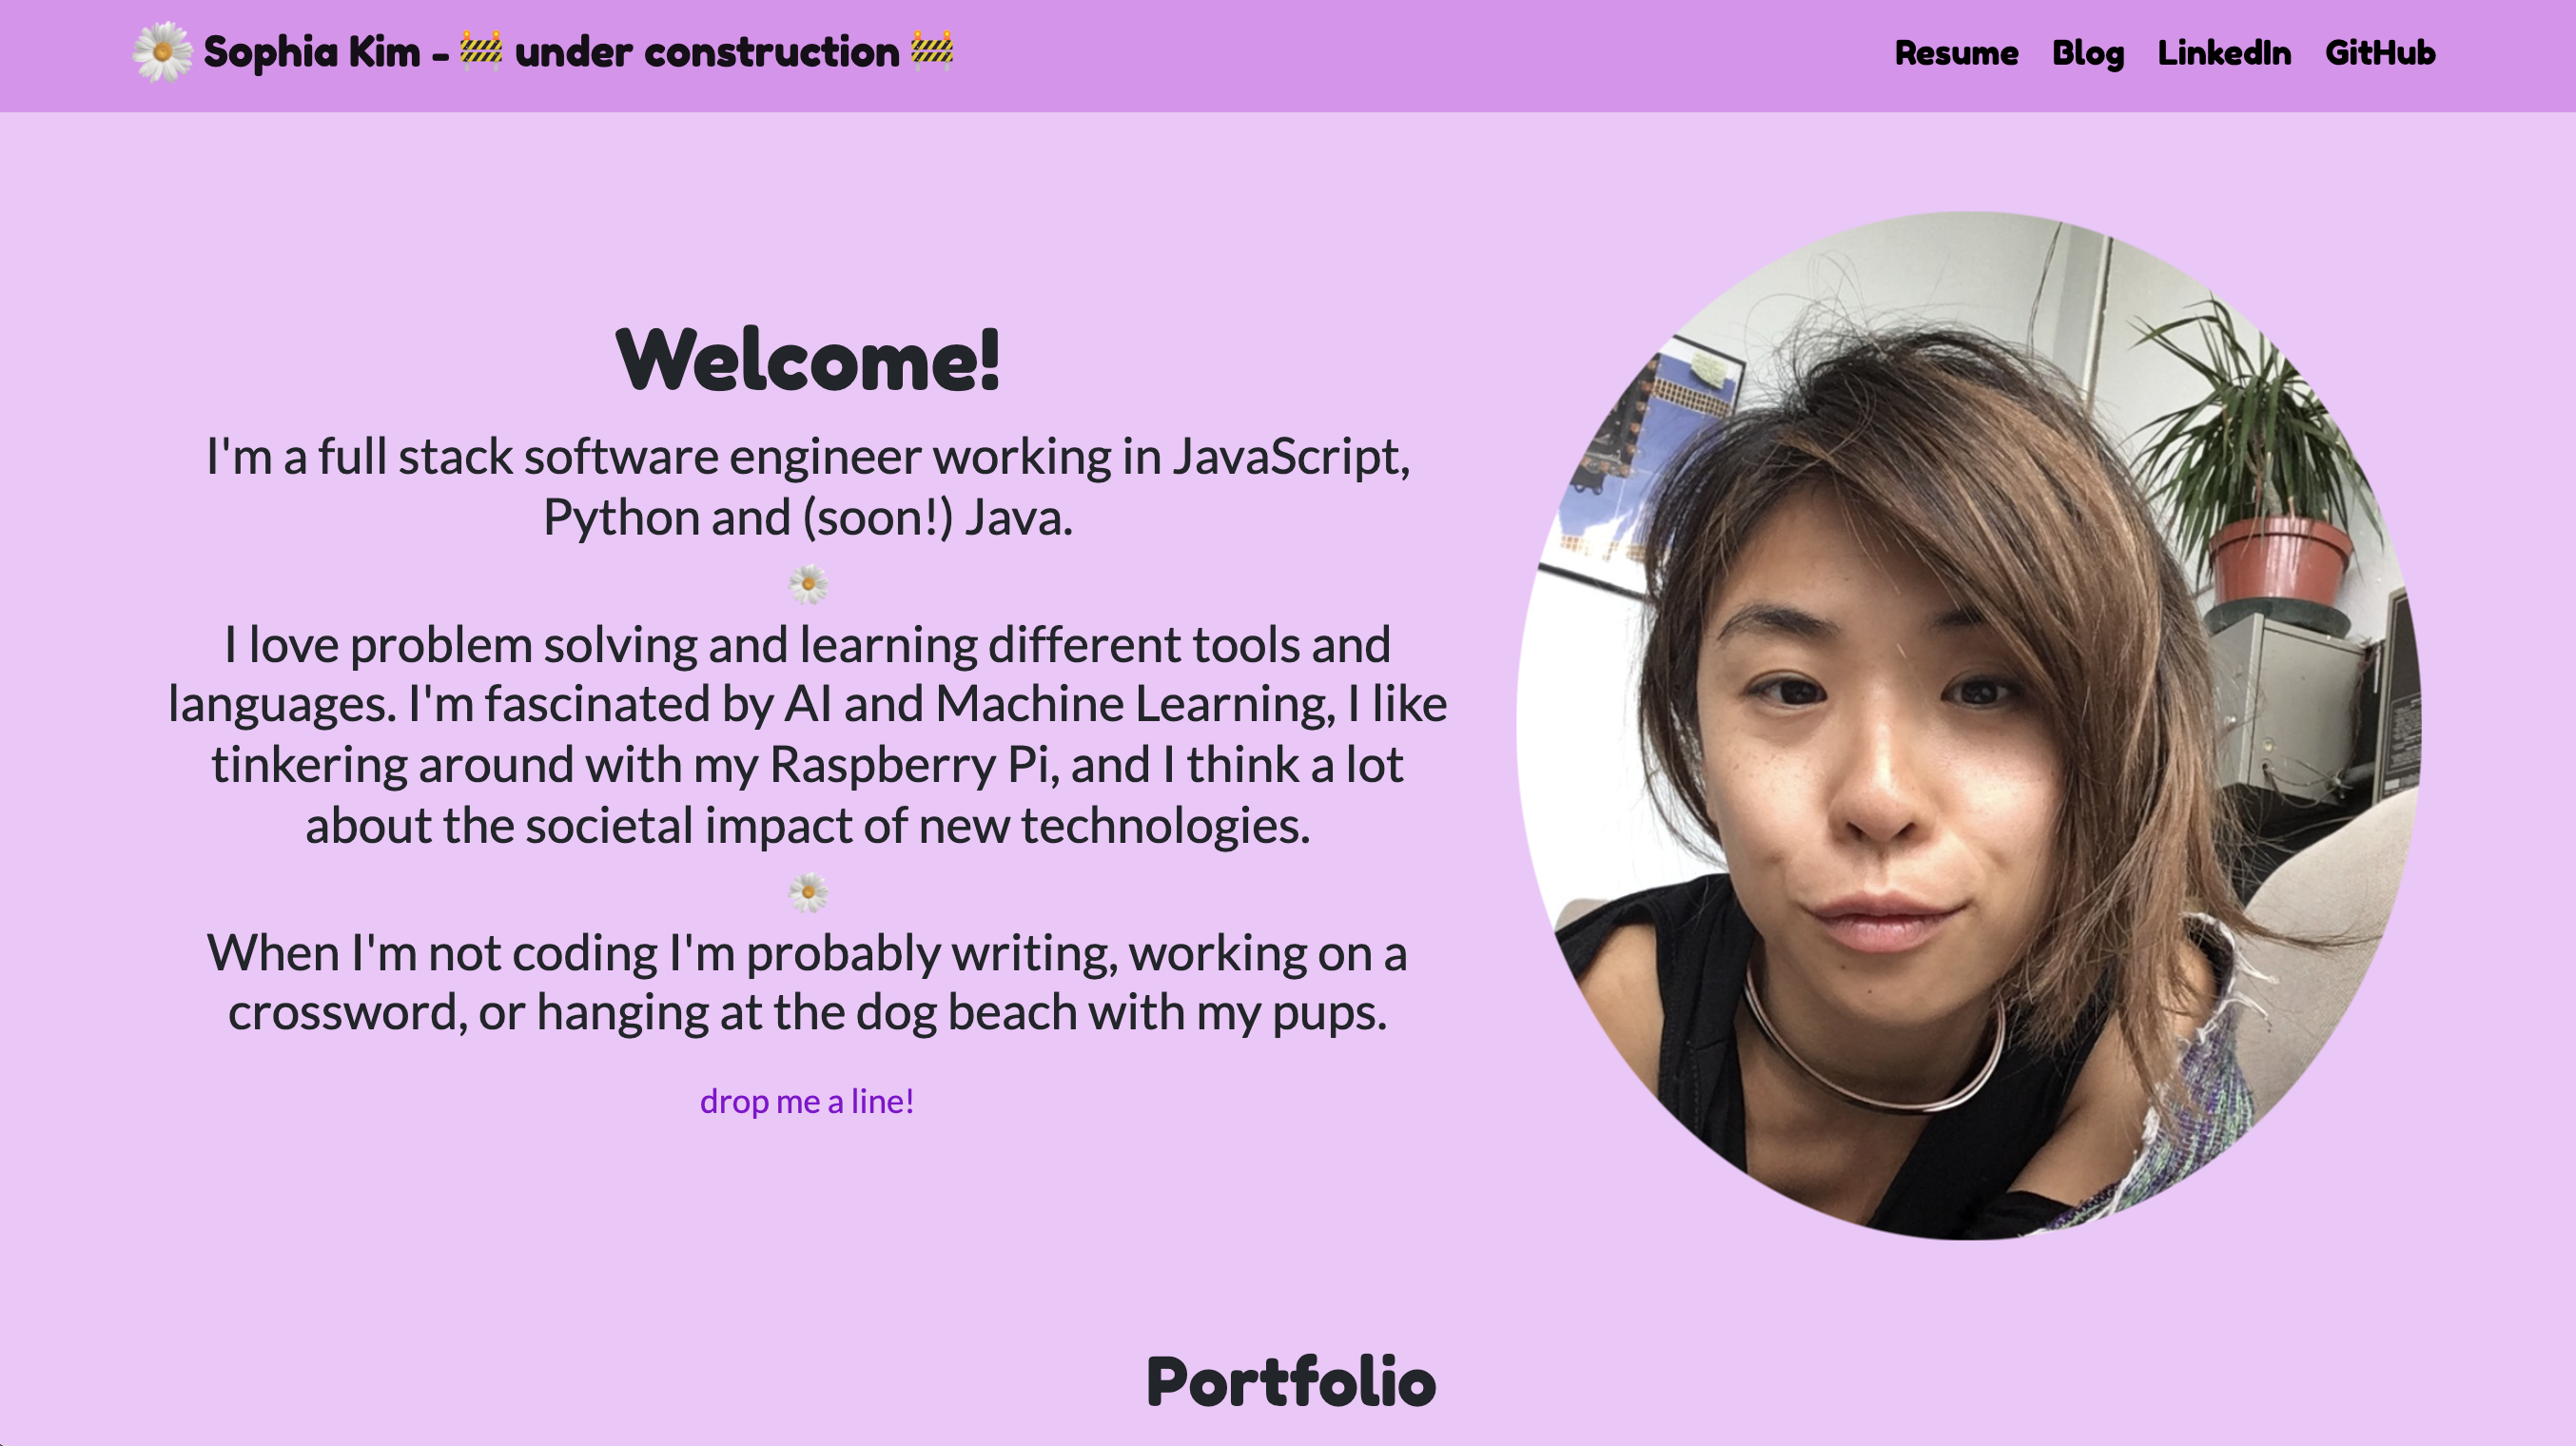 Sophia Kim - 🚧 under construction 🚧
Resume Blog LinkedIn GitHub
Welcome!
I'm a full stack software engineer working in JavaScript,
Python and (soon!) Java.
I love problem solving and learning different tools and
languages. I'm fascinated by AI and Machine Learning, I like
tinkering around with my Raspberry Pi, and I think a lot
about the societal impact of new technologies.
When I'm not coding I'm probably writing, working on a
crossword, or hanging at the dog beach with my pups.
drop me a line!
Portfolio